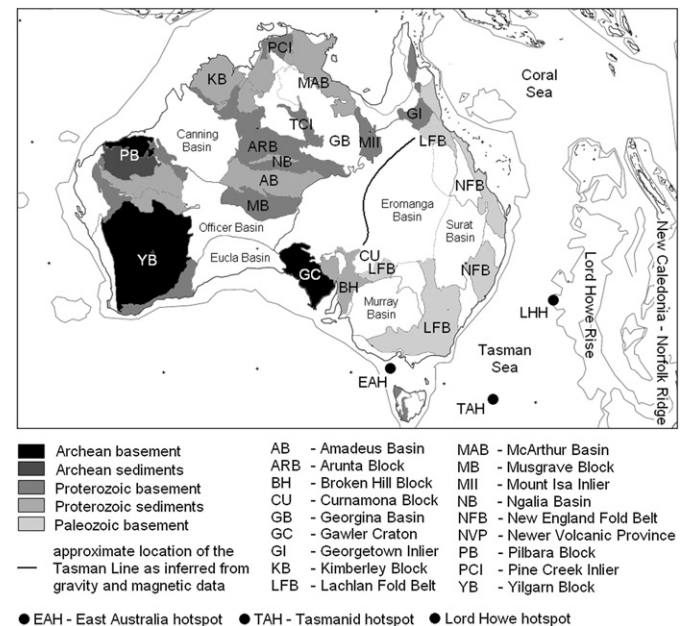 PCI
KB
MAB
Coral
Sea
TCI
GI
Canning
Basin
GB
MII
LFB
PB
ARB
NB
AB
NFB
MB
Eromanga
Basin
Officer Basin
Surat
Basin
YB
Eucla Basin
CU
GC
LFB
NFB
BH
Murray
Basin
LFB
LHH
Lord Howe Rise
New Caledonia - Norfolk Ridge
Tasman
Sea
EAH
TAH
Archean basement
Archean sediments
Proterozoic basement
Proterozoic sediments
Paleozoic basement
approximate location of the
Tasman Line as inferred from
gravity and magnetic data
AB - Amadeus Basin
ARB - Arunta Block
BH - Broken Hill Block
CU - Curnamona Block
GB - Georgina Basin
GC - Gawler Craton
GI - Georgetown Inlier
KB - Kimberley Block
LFB - Lachlan Fold Belt
MAB - McArthur Basin
MB - Musgrave Block
MII - Mount Isa Inlier
NB - Ngalia Basin
NFB - New England Fold Belt
NVP - Newer Volcanic Province
PB - Pilbara Block
PCI - Pine Creek Inlier
YB - Yilgarn Block
EAH - East Australia hotspot TAH - Tasmanid hotspot Lord Howe hotspot